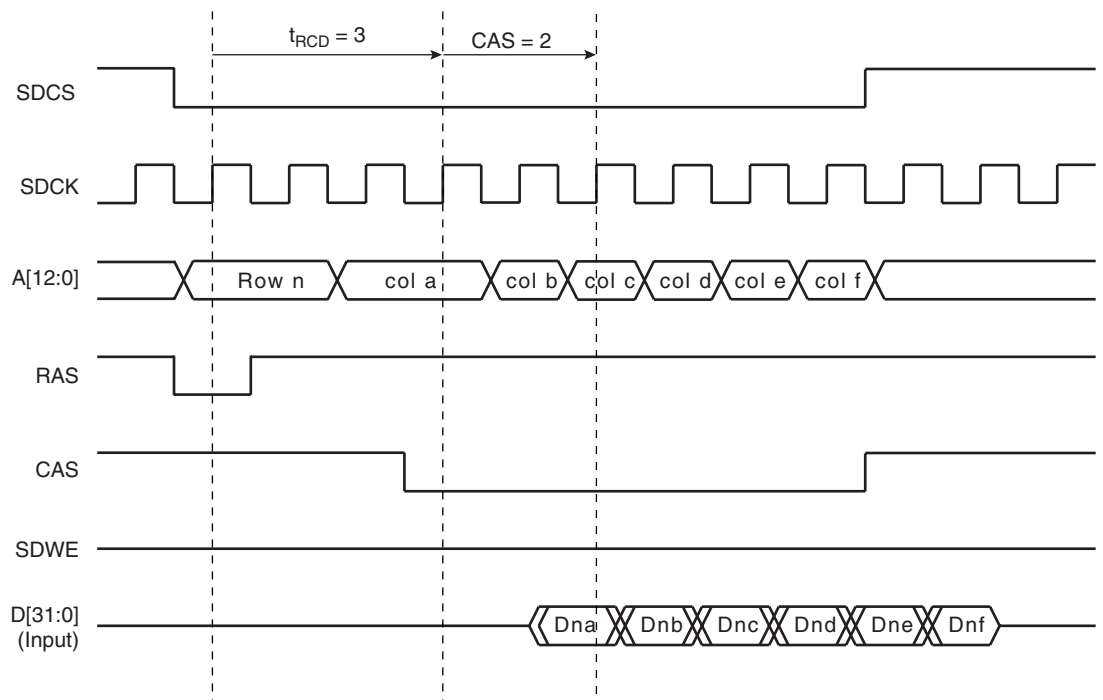 tRCD = 3
CAS = 2
SDCS
SDCK
A[12:0]
Row n
col a
col b
col c
col d
col e
col f
RAS
CAS
SDWE
D[31:0]
(Input)
Dna
Dnb
Dnc
Dnd
Dne
Dnf